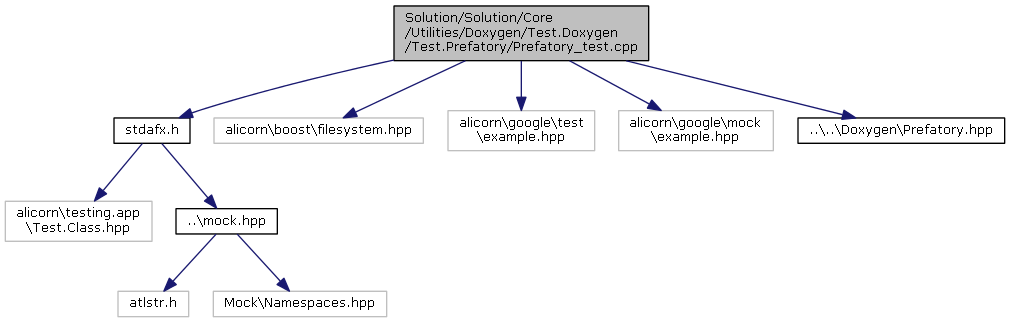 Solution/Solution/Core
/Utilities/Doxygen/Test.Doxygen
/Test.Prefatory/Prefatory_test.cpp
stdafx.h
alicorn\boost\filesystem.hpp
alicorn\google\test
\example.hpp
alicorn\google\mock
\example.hpp
..\..\Doxygen\Prefatory.hpp
alicorn\testing.app
\Test.Class.hpp
..\mock.hpp
atlstr.h
Mock\Namespaces.hpp